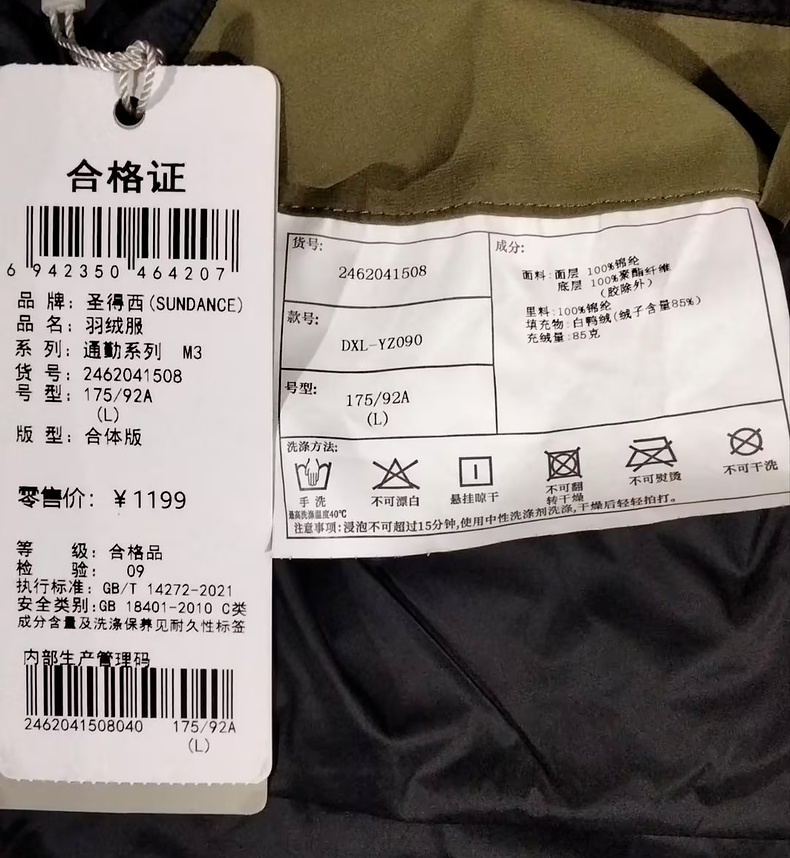 合格证
6 942350 464207
品 牌: 圣得西(SUNDANCE)
品 名: 羽绒服
系 列: 通勤系列 M3
货 号: 2462041508
号 型: 175/92A
(L)
版 型: 合体版
零售价: ¥1199
等 级: 合格品
检 验: 09
执行标准: GB/T 14272-2021
安全类别:GB 18401-2010 C类
成分含量及洗涤保养见耐久性标签
内部生产管理码
2462041508040 175/92A
(L)
货号:
2462041508
款号:
DXL-YZ090
号型:
175/92A
(L)
成分:
面料:面层 100%锦纶
底层 100%聚酯纤维
(胶除外)
里料:100%锦纶
填充物:白鸭绒(绒子含量85%)
充绒量:85克
洗涤方法:
手洗
最高洗涤温度40℃
不可漂白
悬挂晾干
不可翻
转干燥
不可熨烫
不可干洗
注意事项:浸泡不可超过15分钟,使用中性洗涤剂洗涤,干燥后轻轻拍打。